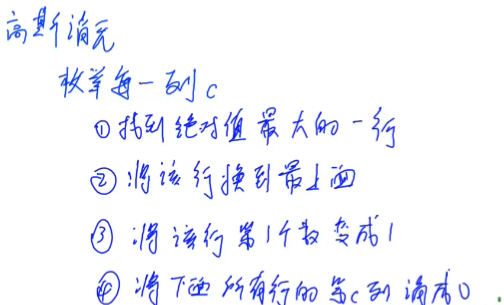 高斯消元
枚举每一列c
①找到绝对值最大的一行
②将该行换到最上面
③将该行第1个数变成1
④将下面所有行的第c列消成0